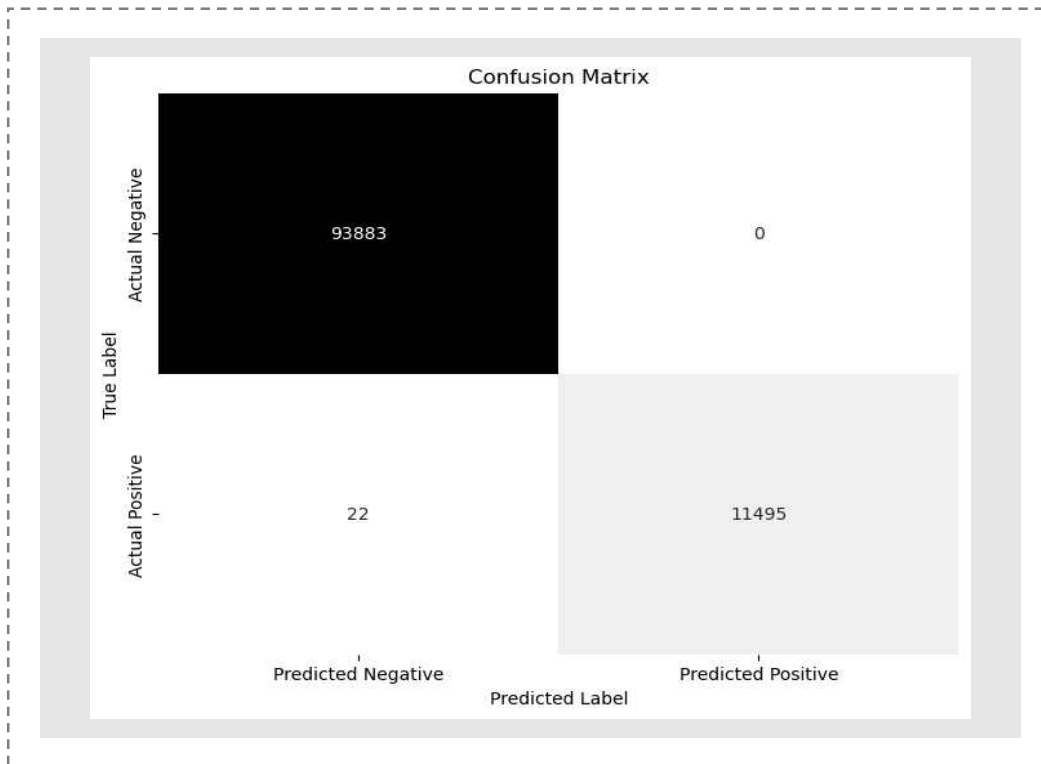 Confusion Matrix
Actual Negative
93883
0
True Label
Actual Positive
22
11495
Predicted Negative
Predicted Positive
Predicted Label